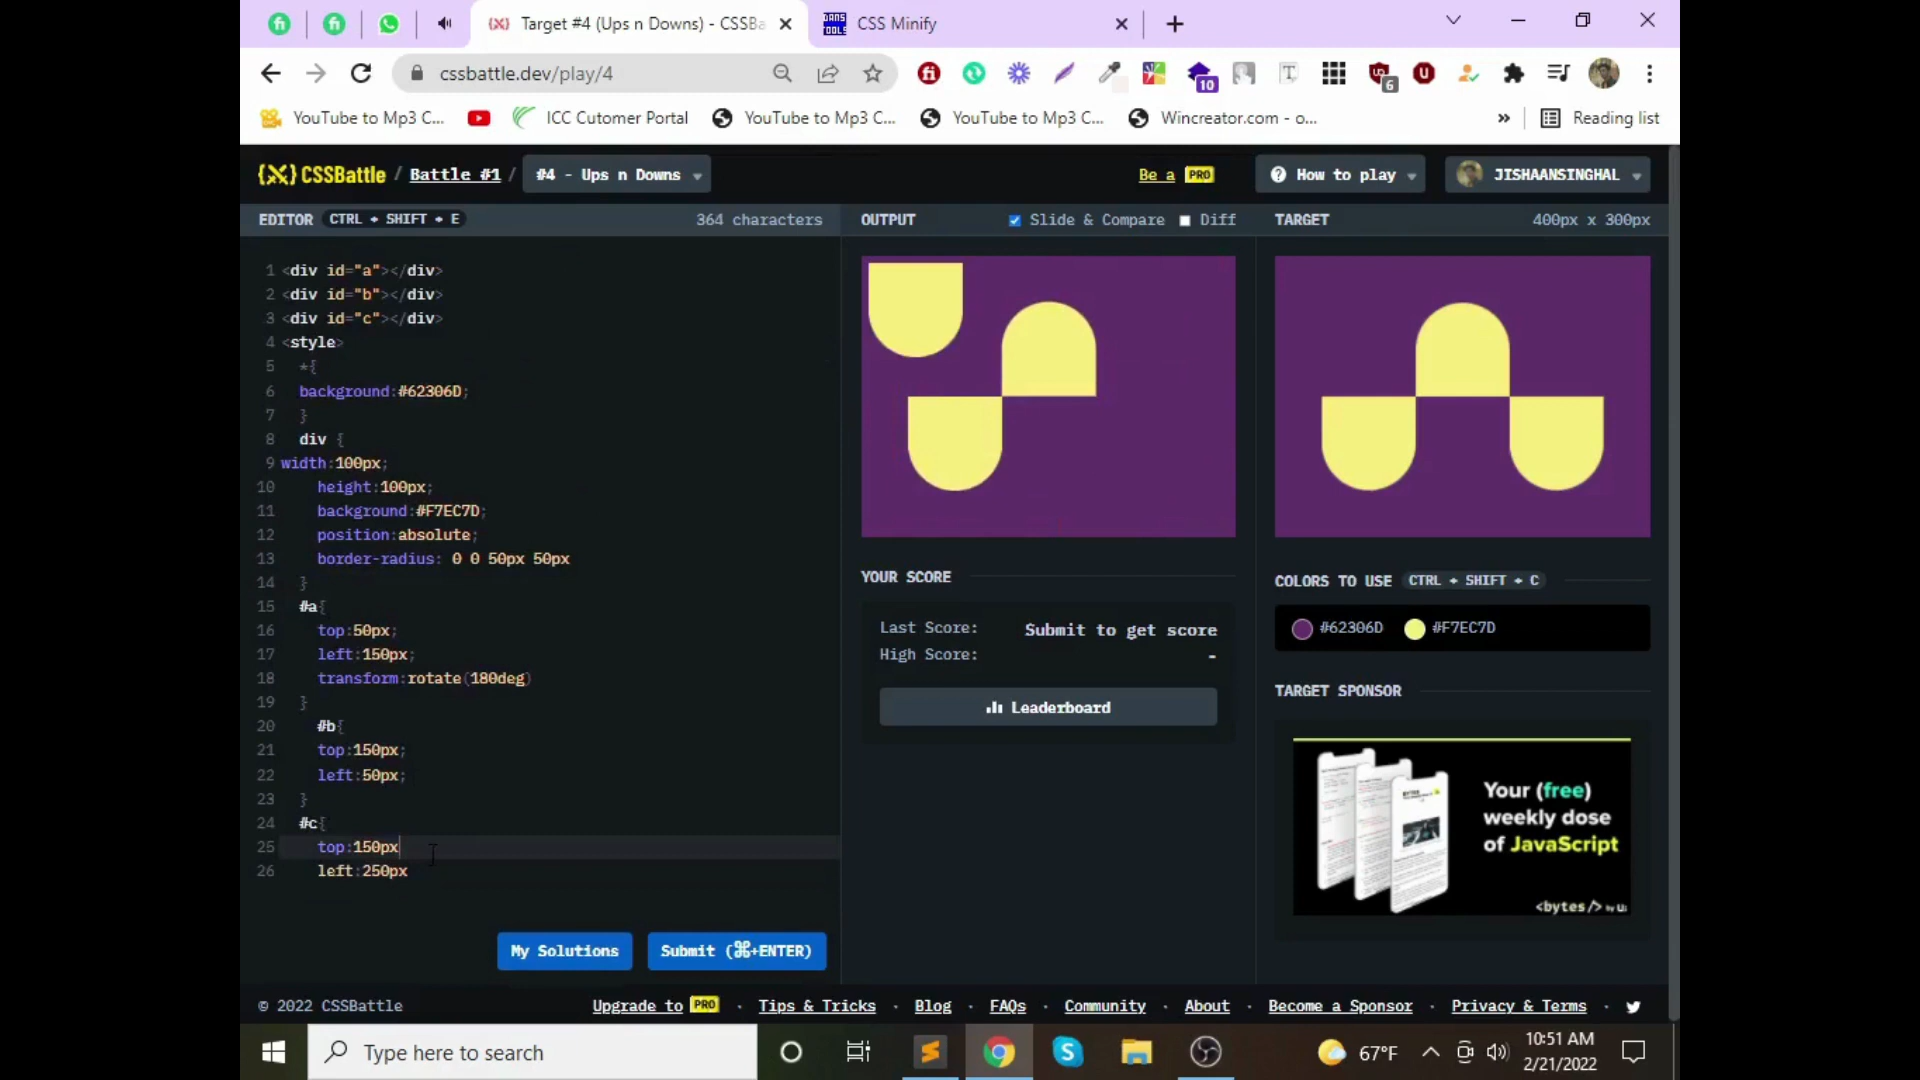 Target #4 (Ups n Downs) - CSSBa
CSS Minify
cssbattle.dev/play/4
10
6
YouTube to Mp3 C...
ICC Cutomer Portal
YouTube to Mp3 C...
YouTube to Mp3 C...
Wincreator.com - o...
»
Reading list
{X} CSSBattle / Battle #1 / #4 - Ups n Downs
Be a PRO
How to play
JISHAANSINGHAL
EDITOR CTRL + SHIFT + E
364 characters
OUTPUT
Slide & Compare
Diff
TARGET
400px x 300px
1 <div id="a"></div>
2 <div id="b"></div>
3 <div id="c"></div>
4 <style>
5 *{
6 background:#62306D;
7 }
8 div {
9 width:100px;
10 height:100px;
11 background:#F7EC7D;
12 position:absolute;
13 border-radius: 0 0 50px 50px
14 }
15 #a{
16 top:50px;
17 left:150px;
18 transform:rotate(180deg)
19 }
20 #b{
21 top:150px;
22 left:50px;
23 }
24 #c{
25 top:150px
26 left:250px
My Solutions
Submit (⌘+ENTER)
YOUR SCORE
Last Score:
Submit to get score
High Score:
-
Leaderboard
COLORS TO USE CTRL + SHIFT + C
#62306D
#F7EC7D
TARGET SPONSOR
Your (free)
weekly dose
of JavaScript
<bytes/> by ui
© 2022 CSSBattle
Upgrade to PRO · Tips & Tricks · Blog · FAQs · Community · About · Become a Sponsor · Privacy & Terms ·
Type here to search
67°F
10:51 AM
2/21/2022